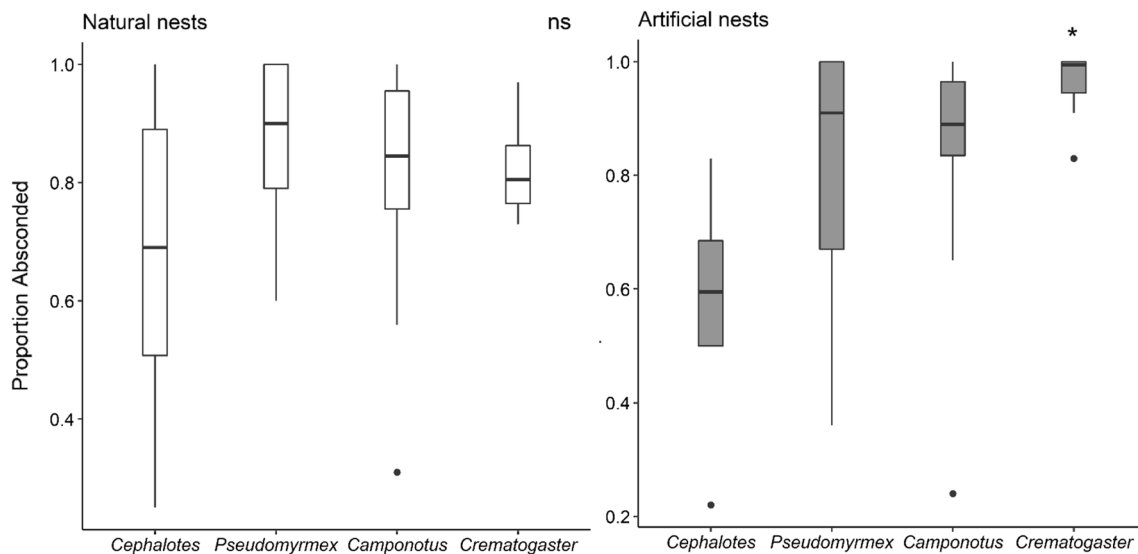 Natural nests
ns
Proportion Absconded
1.0
0.8
0.6
0.4
Cephalotes Pseudomyrmex Camponotus Crematogaster
Artificial nests
*
1.0
0.8
0.6
0.4
0.2
Cephalotes Pseudomyrmex Camponotus Crematogaster